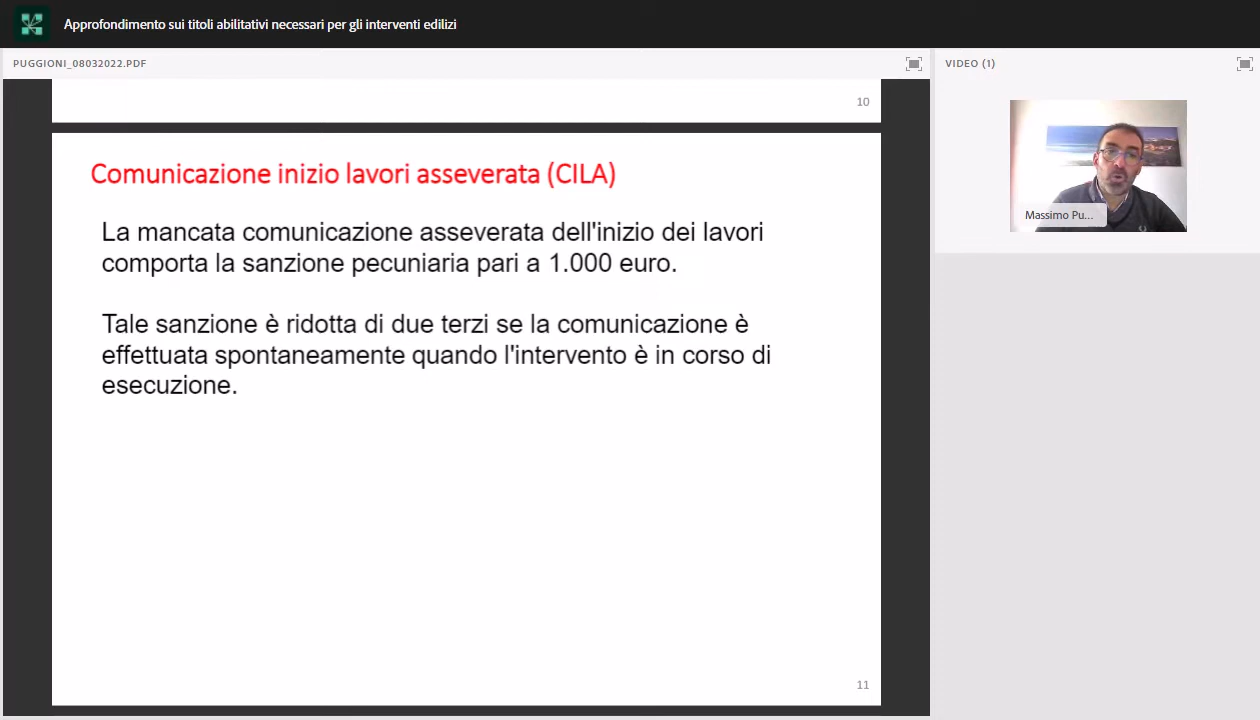 Approfondimento sui titoli abilitativi necessari per gli interventi edilizi
PUGGIONI_08032022.PDF
VIDEO (1)
10
Comunicazione inizio lavori asseverata (CILA)
La mancata comunicazione asseverata dell'inizio dei lavori
comporta la sanzione pecuniaria pari a 1.000 euro.
Tale sanzione è ridotta di due terzi se la comunicazione è
effettuata spontaneamente quando l'intervento è in corso di
esecuzione.
11
Massimo Pu...